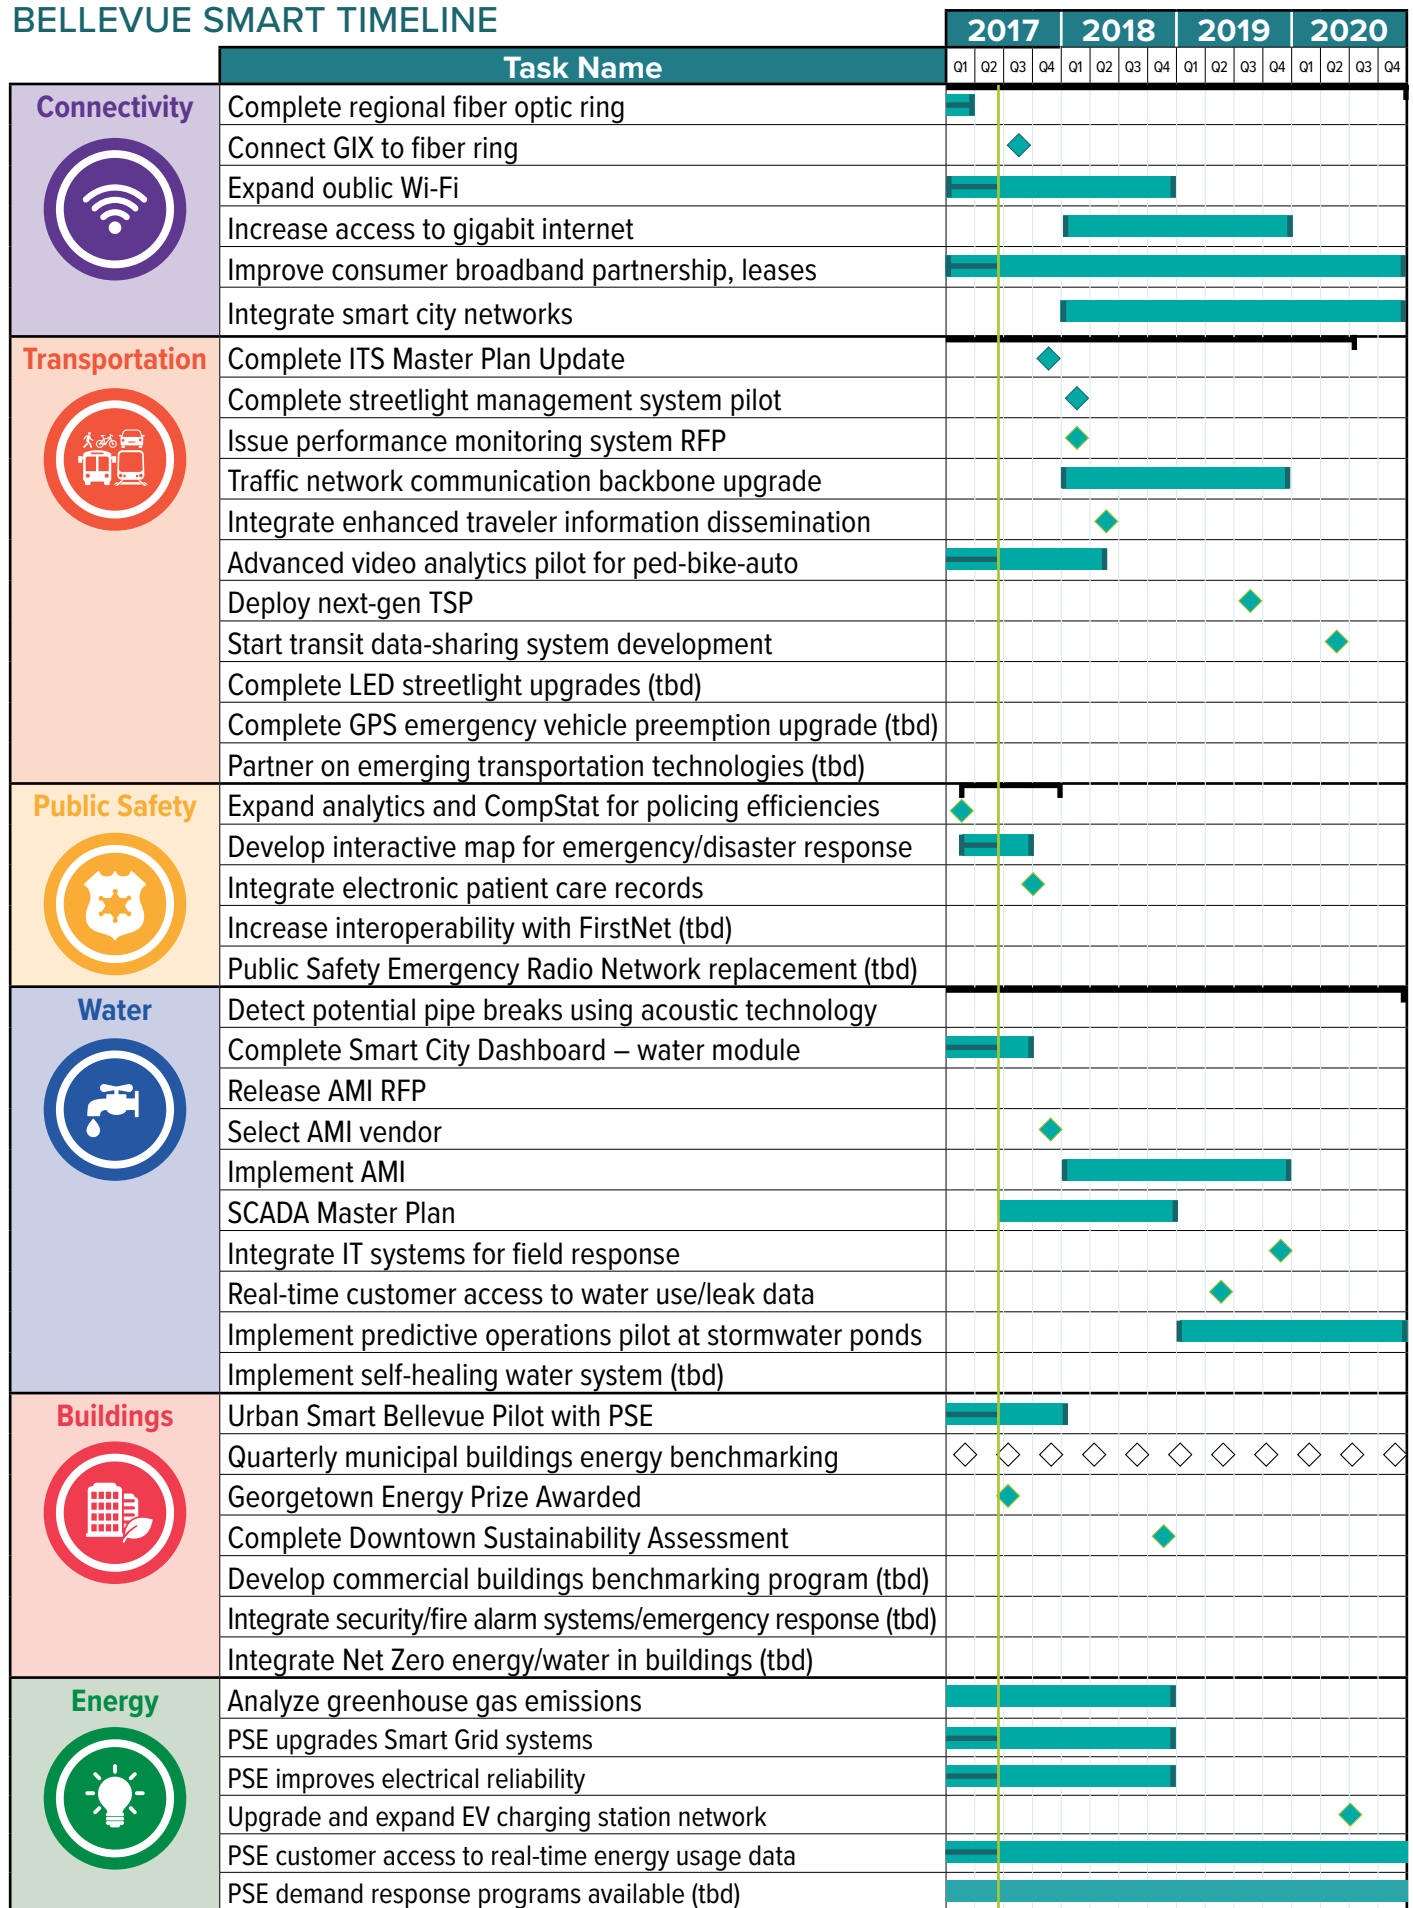 BELLEVUE SMART TIMELINE
2017 2018 2019 2020
Task Name
Q1 Q2 Q3 Q4 Q1 Q2 Q3 Q4 Q1 Q2 Q3 Q4 Q1 Q2 Q3 Q4
Connectivity
Complete regional fiber optic ring
Connect GIX to fiber ring
Expand oublic Wi-Fi
Increase access to gigabit internet
Improve consumer broadband partnership, leases
Integrate smart city networks
Transportation
Complete ITS Master Plan Update
Complete streetlight management system pilot
Issue performance monitoring system RFP
Traffic network communication backbone upgrade
Integrate enhanced traveler information dissemination
Advanced video analytics pilot for ped-bike-auto
Deploy next-gen TSP
Start transit data-sharing system development
Complete LED streetlight upgrades (tbd)
Complete GPS emergency vehicle preemption upgrade (tbd)
Partner on emerging transportation technologies (tbd)
Public Safety
Expand analytics and CompStat for policing efficiencies
Develop interactive map for emergency/disaster response
Integrate electronic patient care records
Increase interoperability with FirstNet (tbd)
Public Safety Emergency Radio Network replacement (tbd)
Water
Detect potential pipe breaks using acoustic technology
Complete Smart City Dashboard – water module
Release AMI RFP
Select AMI vendor
Implement AMI
SCADA Master Plan
Integrate IT systems for field response
Real-time customer access to water use/leak data
Implement predictive operations pilot at stormwater ponds
Implement self-healing water system (tbd)
Buildings
Urban Smart Bellevue Pilot with PSE
Quarterly municipal buildings energy benchmarking
Georgetown Energy Prize Awarded
Complete Downtown Sustainability Assessment
Develop commercial buildings benchmarking program (tbd)
Integrate security/fire alarm systems/emergency response (tbd)
Integrate Net Zero energy/water in buildings (tbd)
Energy
Analyze greenhouse gas emissions
PSE upgrades Smart Grid systems
PSE improves electrical reliability
Upgrade and expand EV charging station network
PSE customer access to real-time energy usage data
PSE demand response programs available (tbd)